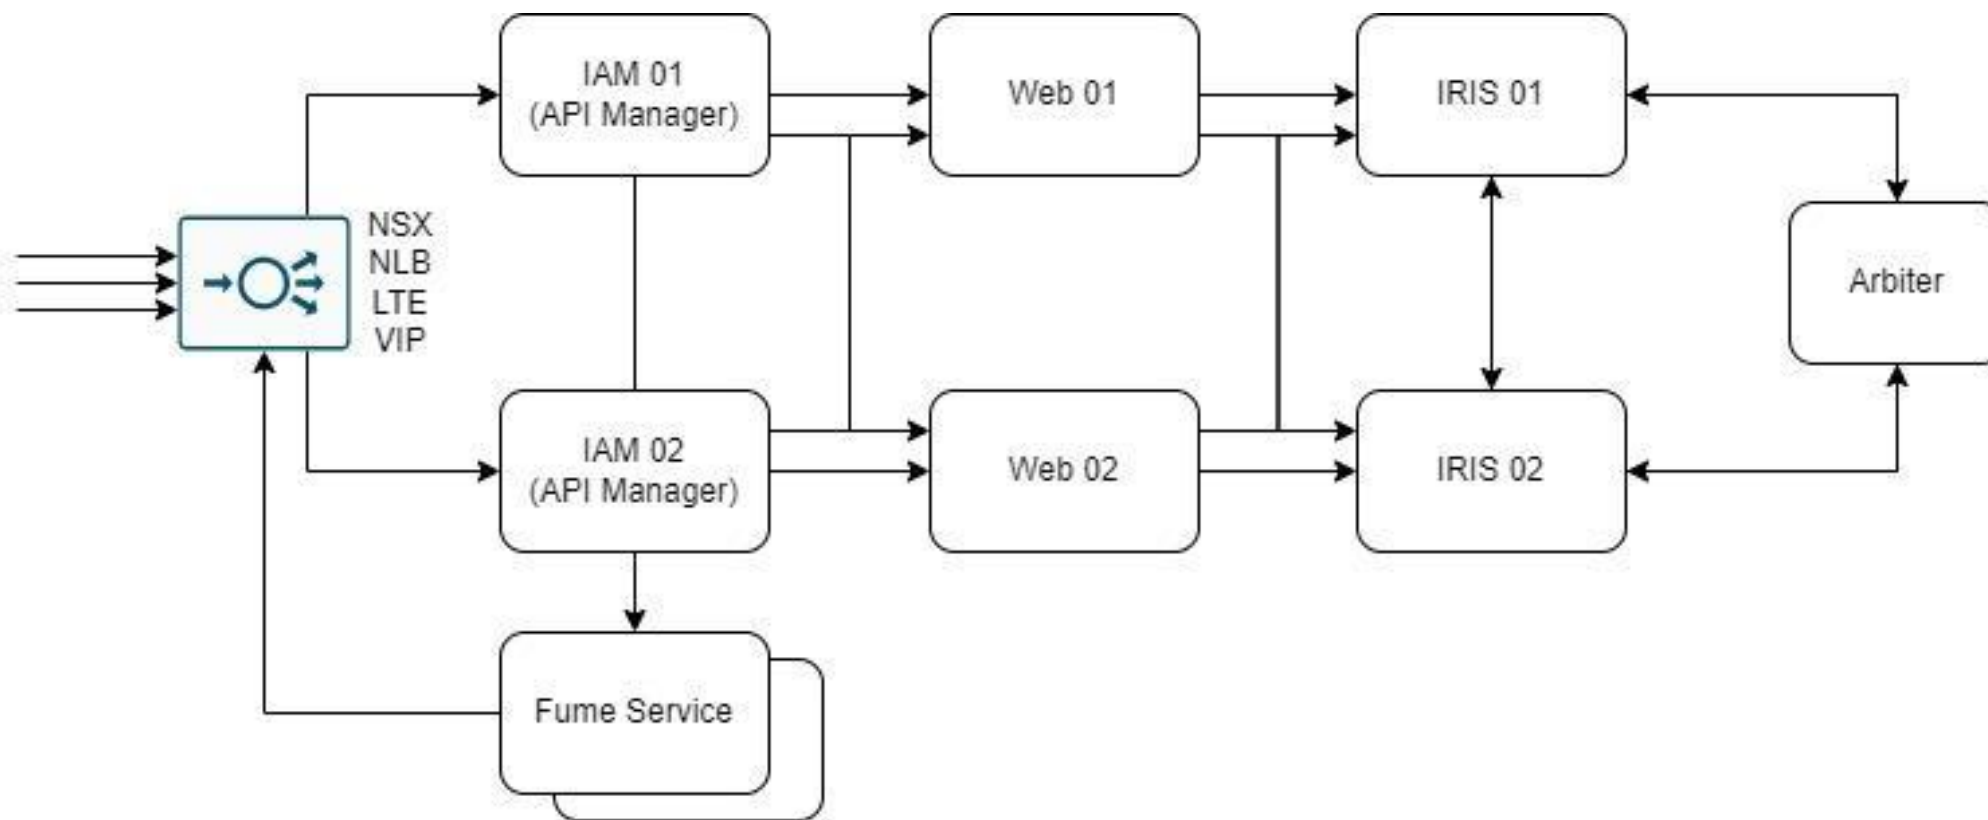 IAM 01
(API Manager)
Web 01
IRIS 01
NSX
NLB
LTE
VIP
Arbiter
IAM 02
(API Manager)
Web 02
IRIS 02
Fume Service